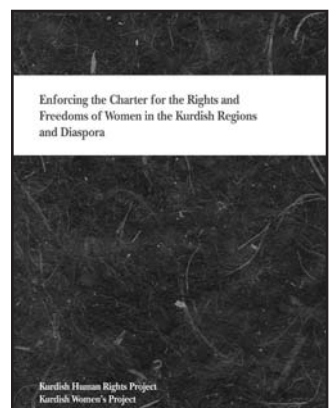 Enforcing the Charter for the Rights and
Freedoms of Women in the Kurdish Regions
and Diaspora
Kurdish Human Rights Project
Kurdish Women's Project